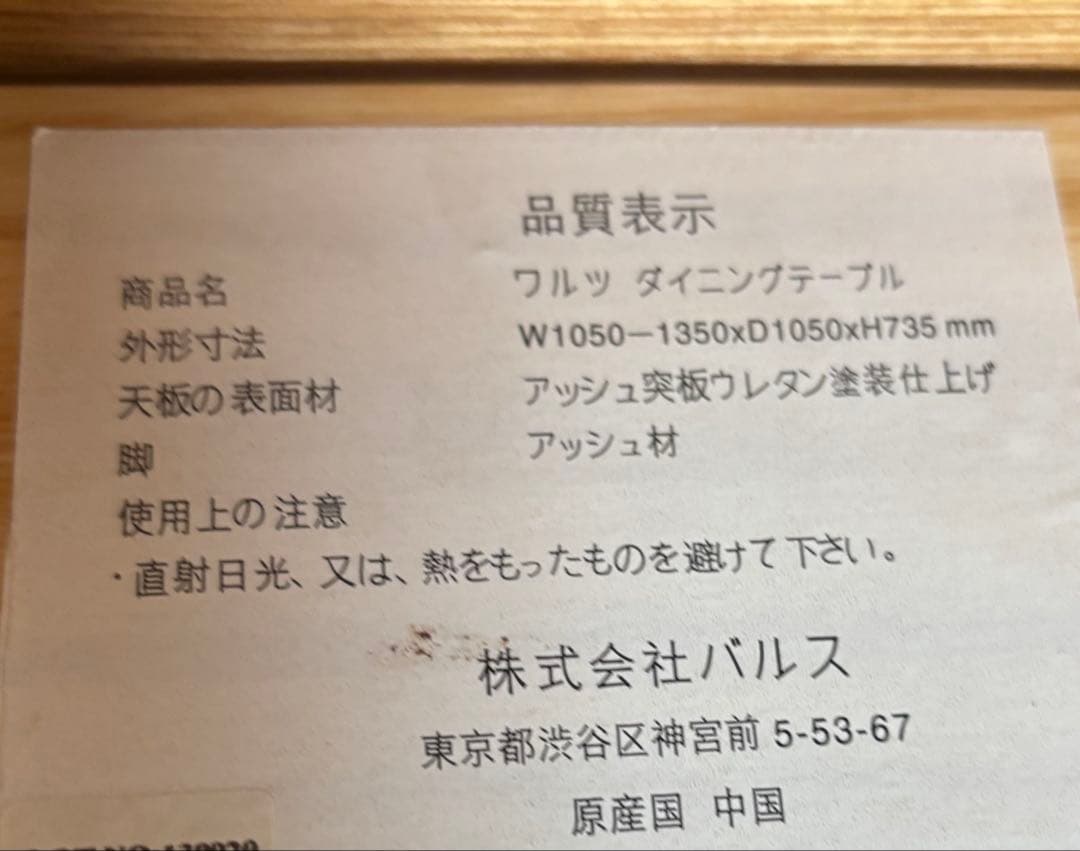 品質表示
商品名 ワルツ ダイニングテーブル
外形寸法 W1050－1350xD1050xH735 mm
天板の表面材 アッシュ突板ウレタン塗装仕上げ
脚 アッシュ材
使用上の注意
・直射日光、又は、熱をもったものを避けて下さい。
株式会社バルス
東京都渋谷区神宮前 5-53-67
原産国 中国